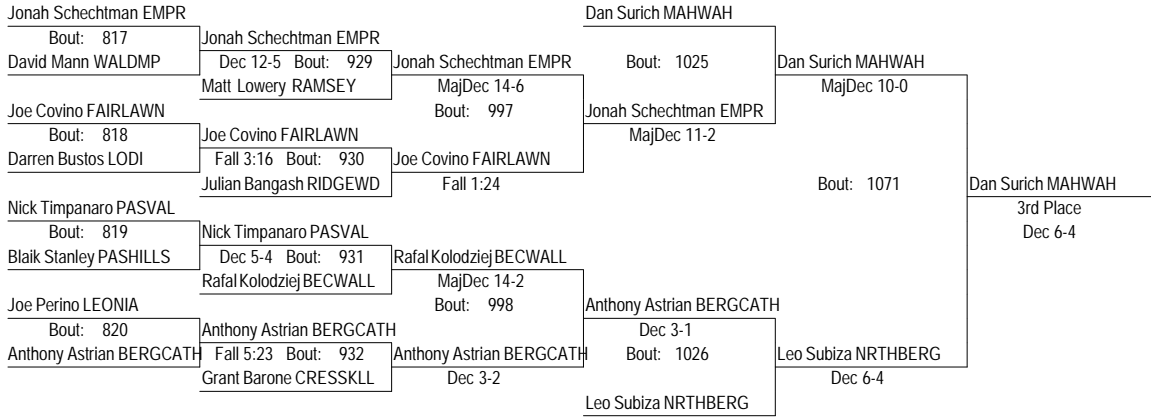 Jonah Schechtman EMPR
Bout: 817
David Mann WALDMP
Joe Covino FAIRLAWN
Bout: 818
Darren Bustos LODI
Nick Timpanaro PASVAL
Bout: 819
Blaik Stanley PASHILLS
Joe Perino LEONIA
Bout: 820
Anthony Astrian BERGCATH
Jonah Schechtman EMPR
Dec 12-5 Bout: 929
Matt Lowery RAMSEY
Joe Covino FAIRLAWN
Fall 3:16 Bout: 930
Julian Bangash RIDGEWD
Nick Timpanaro PASVAL
Dec 5-4 Bout: 931
Rafal Kolodziej BECWALL
Anthony Astrian BERGCATH
Fall 5:23 Bout: 932
Grant Barone CRESSKLL
Jonah Schechtman EMPR
MajDec 14-6
Bout: 997
Joe Covino FAIRLAWN
Fall 1:24
Rafal Kolodziej BECWALL
MajDec 14-2
Bout: 998
Anthony Astrian BERGCATH
Dec 3-2
Dan Surich MAHWAH
Bout: 1025
Jonah Schechtman EMPR
MajDec 11-2
Anthony Astrian BERGCATH
Dec 3-1
Bout: 1026
Leo Subiza NRTHBERG
Dan Surich MAHWAH
MajDec 10-0
Bout: 1071
Leo Subiza NRTHBERG
Dec 6-4
Dan Surich MAHWAH
3rd Place
Dec 6-4